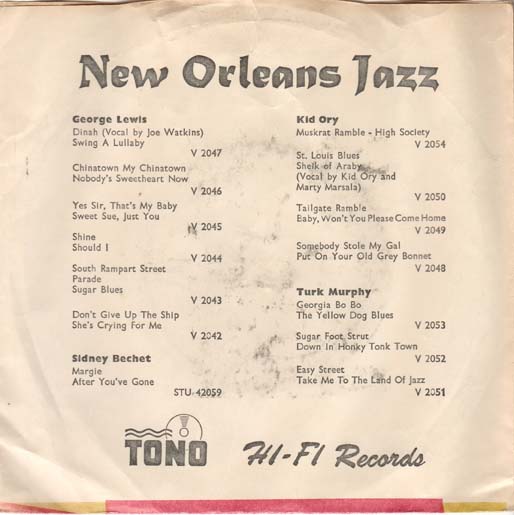 New Orleans Jazz
George Lewis
Dinah (Vocal by Joe Watkins)
Swing A Lullaby
V 2047
Chinatown My Chinatown
Nobody's Sweetheart Now
V 2046
Yes Sir, That's My Baby
Sweet Sue, Just You
V 2045
Shine
Should I
V 2044
South Rampart Street
Parade
Sugar Blues
V 2043
Don't Give Up The Ship
She's Crying For Me
V 2042
Sidney Bechet
Margie
After You've Gone
STU-42059
Kid Ory
Muskrat Ramble - High Society
V 2054
St. Louis Blues
Sheik of Araby
(Vocal by Kid Ory and
Marty Marsala)
V 2050
Tailgate Ramble
Baby, Won't You Please Come Home
V 2049
Somebody Stole My Gal
Put On Your Old Grey Bonnet
V 2048
Turk Murphy
Georgia Bo Bo
The Yellow Dog Blues
V 2053
Sugar Foot Strut
Down In Honky Tonk Town
V 2052
Easy Street
Take Me To The Land Of Jazz
V 2051
TONO
HI-FI Records